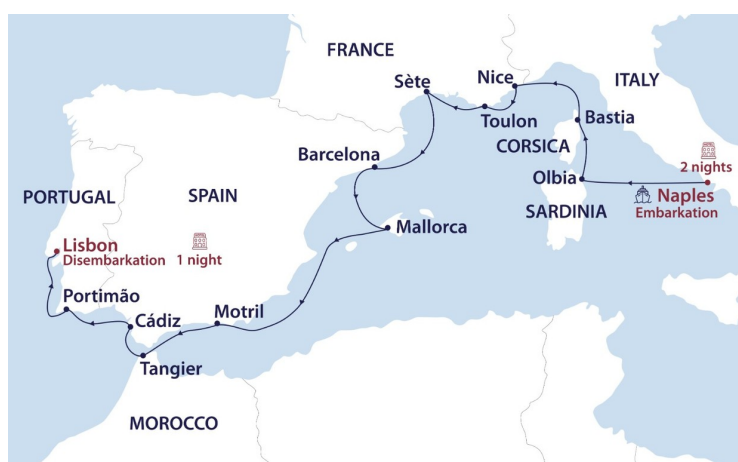 FRANCE
Nice
ITALY
Sète
Toulon
Bastia
CORSICA
Barcelona
2 nights
Olbia
PORTUGAL
SPAIN
Naples
Embarkation
SARDINIA
Mallorca
Lisbon
Disembarkation
1 night
Portimão
Motril
Cádiz
Tangier
MOROCCO